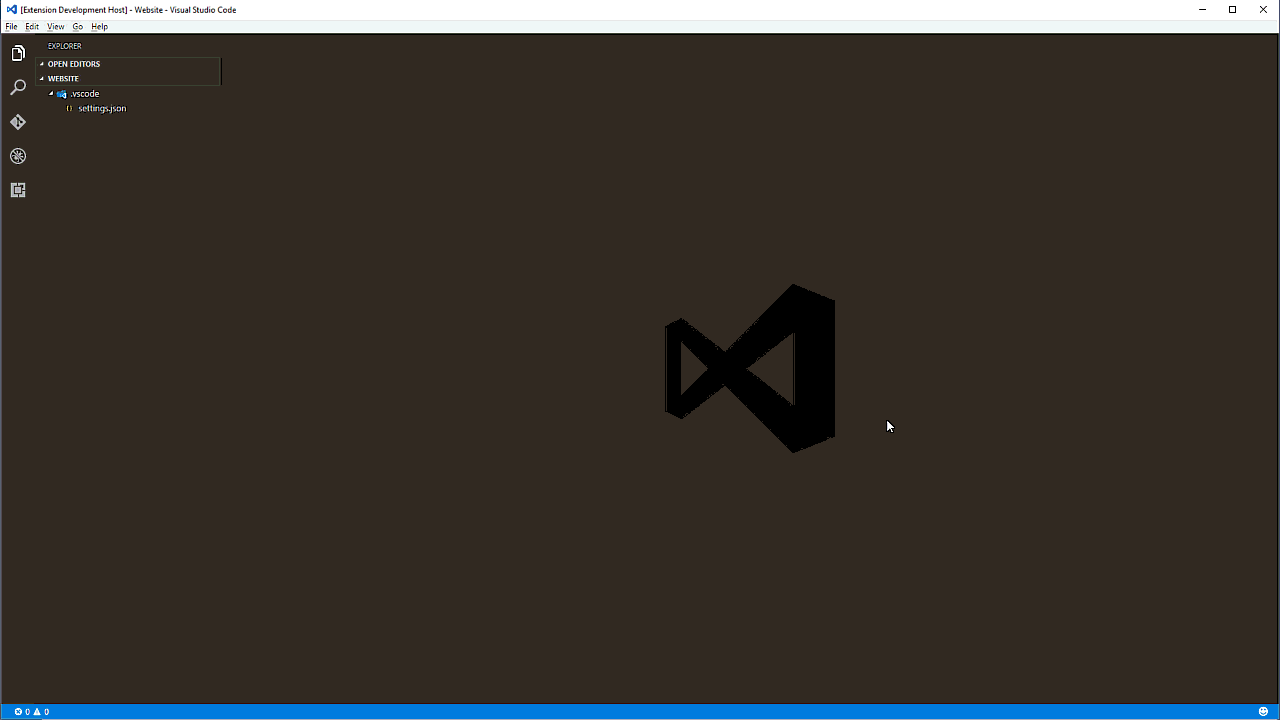 [Extension Development Host] - Website - Visual Studio Code
File Edit View Go Help
EXPLORER
OPEN EDITORS
WEBSITE
.vscode
{} settings.json
0 0